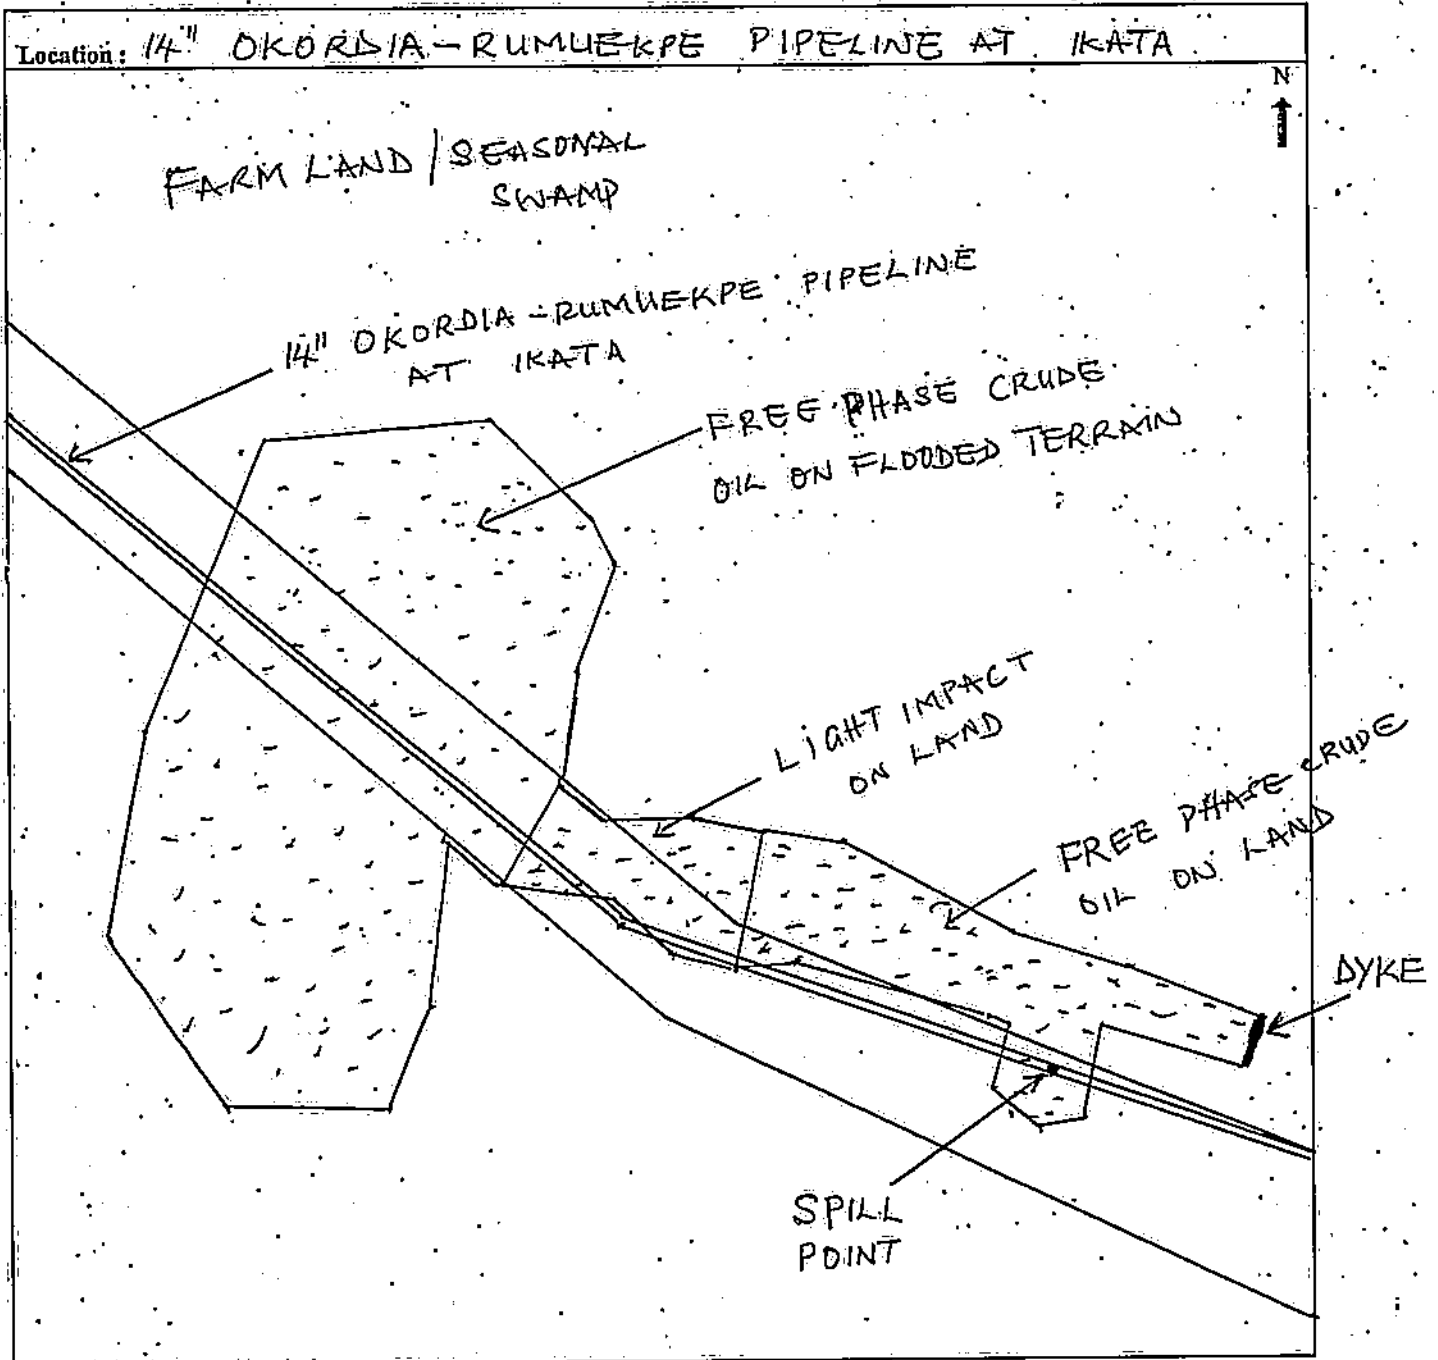 Location: 14" OKORDIA-RUMUEKPE PIPELINE AT IKATA
N
FARM LAND / SEASONAL
SWAMP
14" OKORDIA-RUMUEKPE PIPELINE
AT IKATA
FREE PHASE CRUDE
OIL ON FLOODED TERRAIN
LIGHT IMPACT
ON LAND
FREE PHASE CRUDE
OIL ON LAND
DYKE
SPILL
POINT